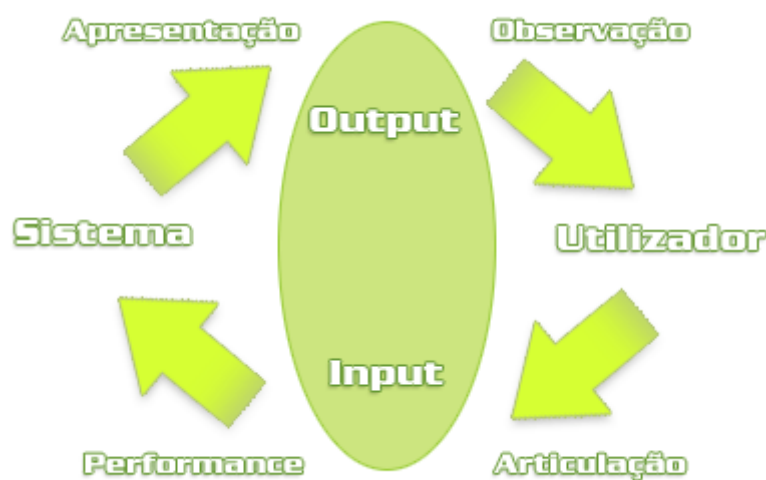 Apresentação
Observação
Output
Sistema
Utilizador
Input
Performance
Articulação